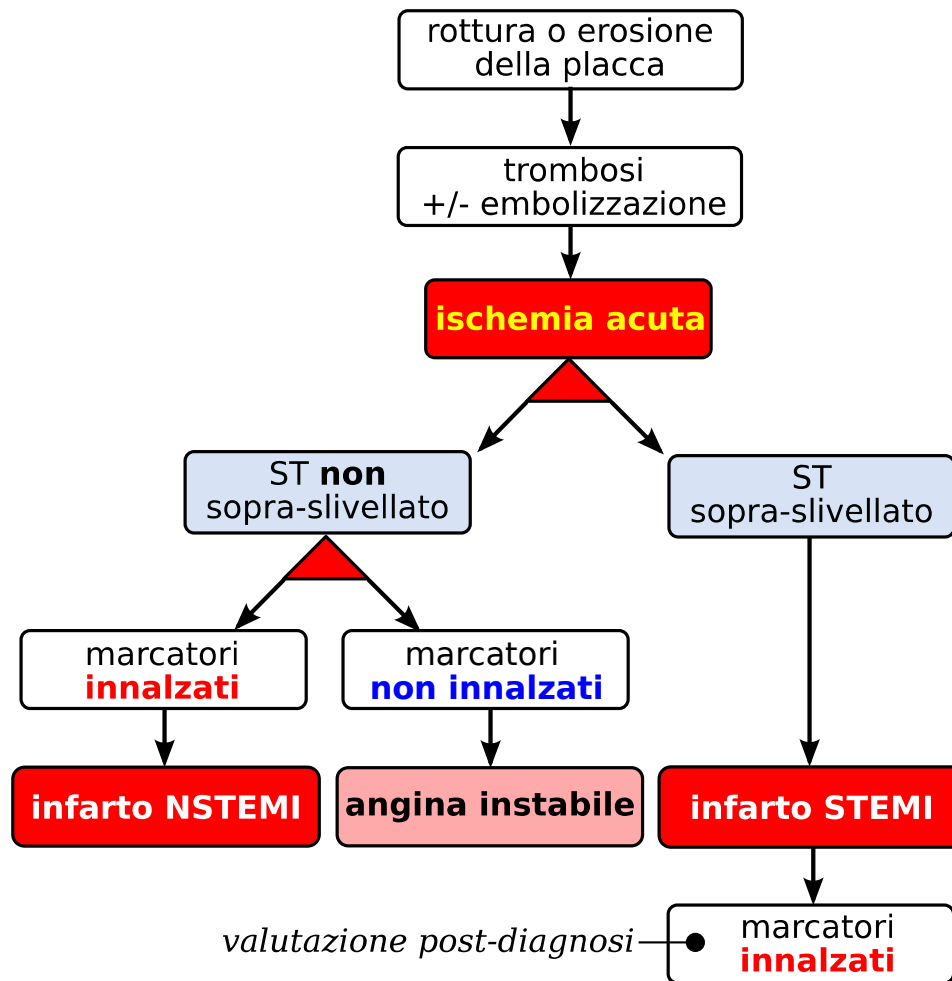 rottura o erosione
della placca
trombosi
+/- embolizzazione
ischemia acuta
ST non
sopra-slivellato
ST
sopra-slivellato
marcatori
innalzati
marcatori
non innalzati
infarto NSTEMI
angina instabile
infarto STEMI
valutazione post-diagnosi
marcatori
innalzati